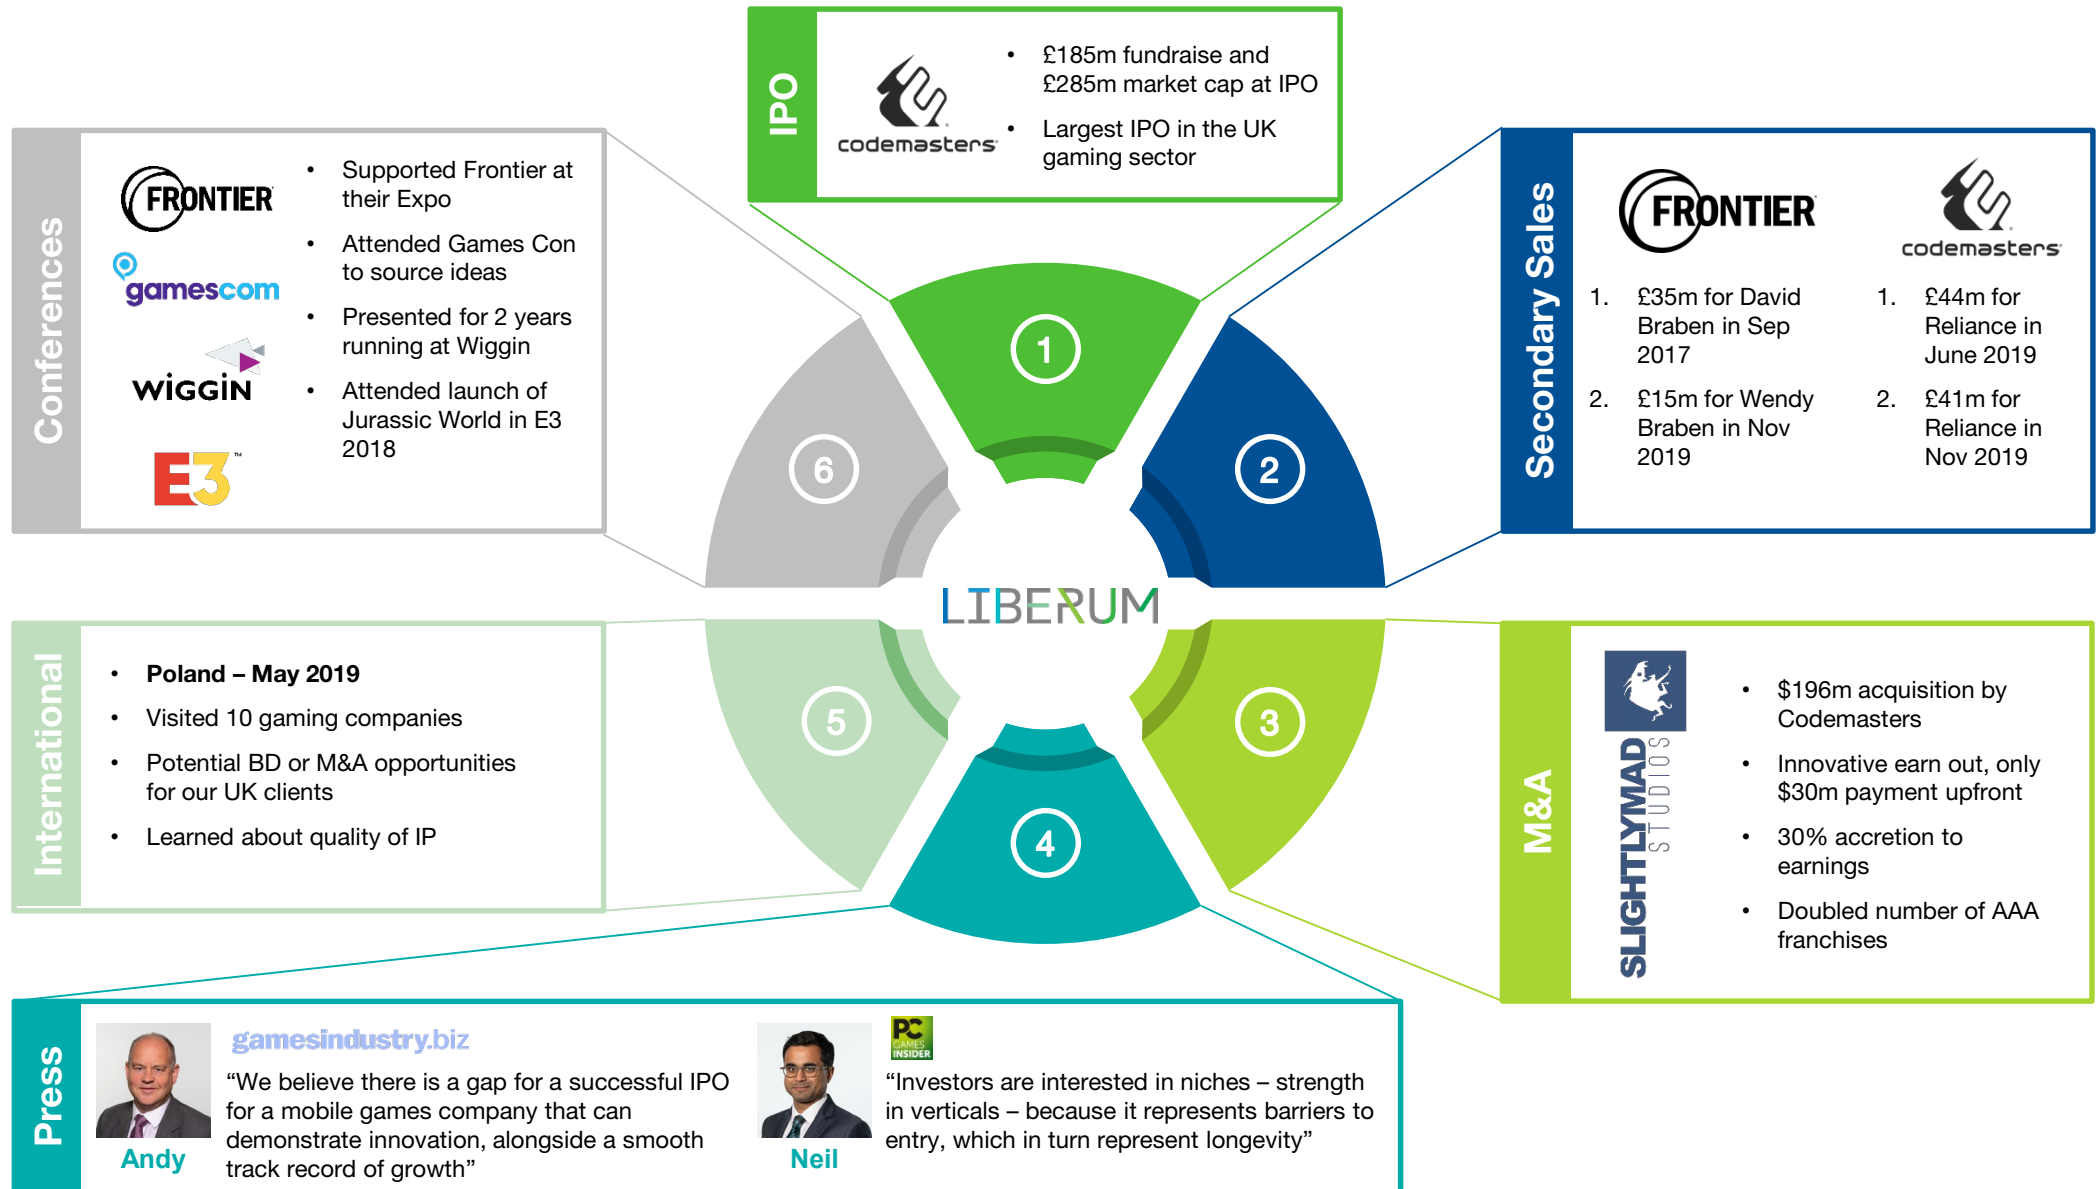 IPO
codemasters
• £185m fundraise and
£285m market cap at IPO
• Largest IPO in the UK
gaming sector
Conferences
FRONTIER
gamescom
WiGGiN
E3™
• Supported Frontier at
their Expo
• Attended Games Con
to source ideas
• Presented for 2 years
running at Wiggin
• Attended launch of
Jurassic World in E3
2018
Secondary Sales
FRONTIER
1. £35m for David
Braben in Sep
2017
2. £15m for Wendy
Braben in Nov
2019
codemasters
1. £44m for
Reliance in
June 2019
2. £41m for
Reliance in
Nov 2019
1
2
3
4
5
6
LIBERUM
International
• Poland – May 2019
• Visited 10 gaming companies
• Potential BD or M&A opportunities
for our UK clients
• Learned about quality of IP
M&A
SLIGHTLYMAD
STUDIOS
• $196m acquisition by
Codemasters
• Innovative earn out, only
$30m payment upfront
• 30% accretion to
earnings
• Doubled number of AAA
franchises
Press
Andy
gamesindustry.biz
“We believe there is a gap for a successful IPO
for a mobile games company that can
demonstrate innovation, alongside a smooth
track record of growth”
Neil
PC
GAMES
INSIDER
“Investors are interested in niches – strength
in verticals – because it represents barriers to
entry, which in turn represent longevity”